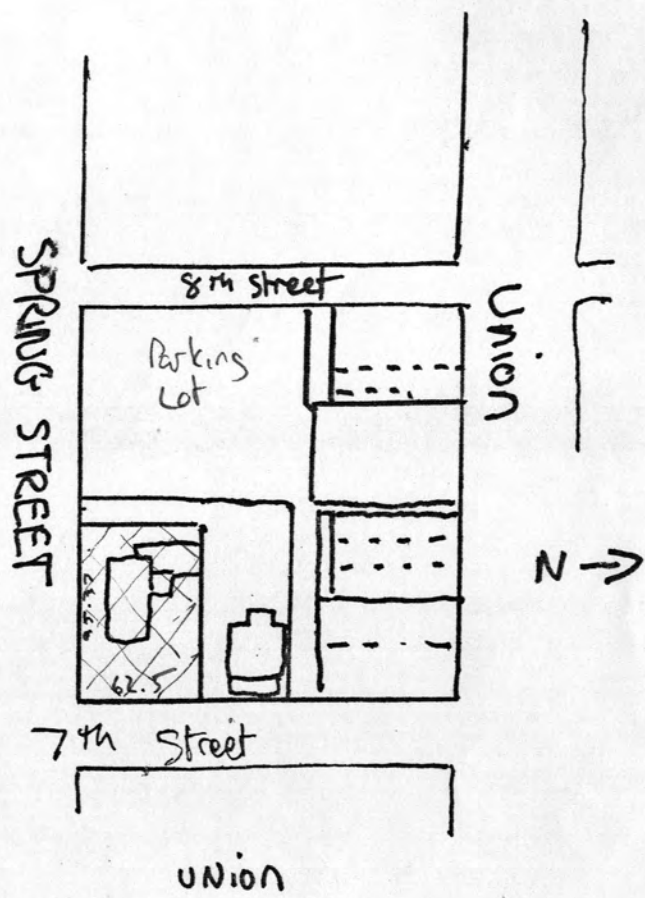 8th street
SPRING STREET
Union
Parking
Lot
N
62.5
7th Street
UNION